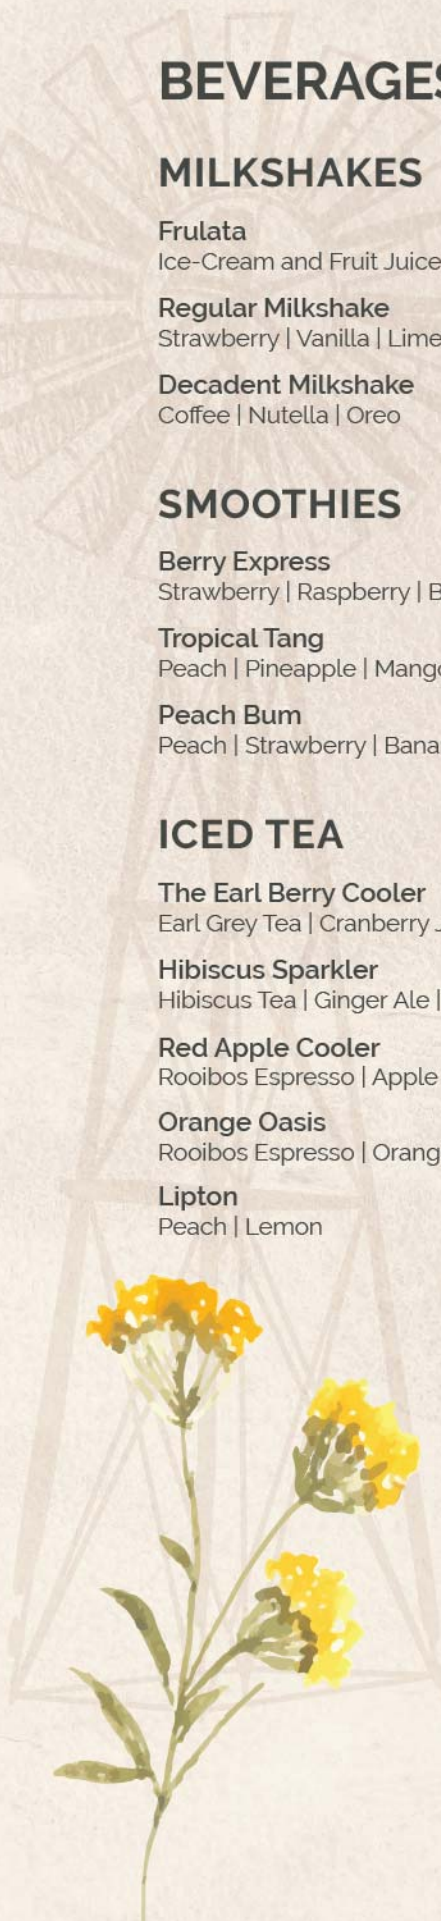 BEVERAGES
MILKSHAKES
Frulata
Ice-Cream and Fruit Juice
Regular Milkshake
Strawberry | Vanilla | Lime
Decadent Milkshake
Coffee | Nutella | Oreo
SMOOTHIES
Berry Express
Strawberry | Raspberry |
Tropical Tang
Peach | Pineapple |
Peach Bum
Peach | Strawberry |
ICED TEA
The Earl Berry Cooler
Earl Grey Tea | Cranberry
Hibiscus Sparkler
Hibiscus Tea | Ginger Ale |
Red Apple Cooler
Rooibos Espresso | Apple
Orange Oasis
Rooibos Espresso |
Lipton
Peach | Lemon